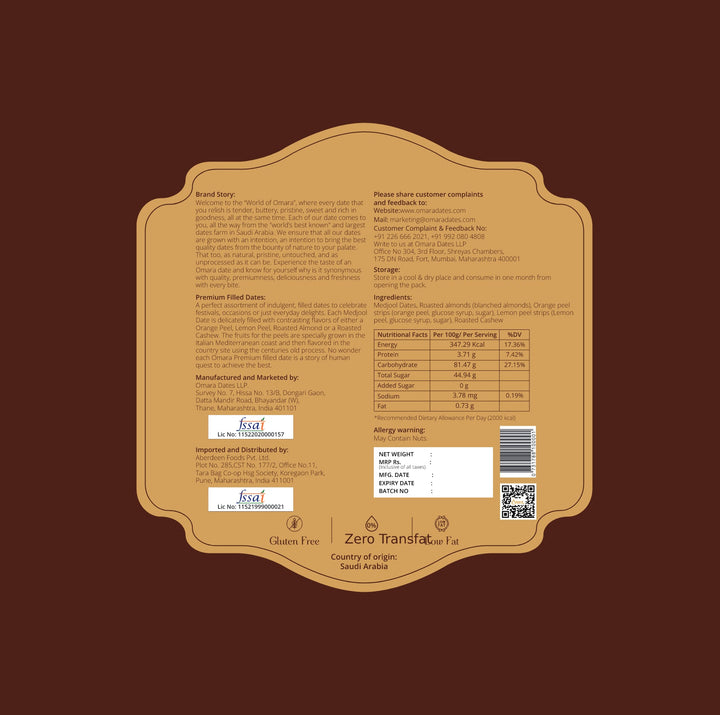 Brand Story:
Welcome to the "World of Omara", where every date that
you relish is tender, buttery, pristine, sweet and rich in
goodness, all at the same time. Each of our date comes to
you, all the way from the "world's best known" and largest
dates farm in Saudi Arabia. We ensure that all our dates
are grown with an intention, an intention to bring the best
quality dates from the bounty of nature to your palate.
That too, as natural, pristine, untouched, and as
unprocessed as it can be. Experience the taste of an
Omara date and know for yourself why is it synonymous
with quality, premiumness, deliciousness and freshness
with every bite.
Premium Filled Dates:
A perfect assortment of indulgent, filled dates to celebrate
festivals, occasions or just everyday delights. Each Medjool
Date is delicately filled with contrasting flavors of either a
Orange Peel, Lemon Peel, Roasted Almond or a Roasted
Cashew. The fruits for the peels are specially grown in the
Italian Mediterranean coast and then flavored in the
country site using the centuries old process. No wonder
each Omara Premium filled date is a story of human
quest to achieve the best.
Manufactured and Marketed by:
Omara Dates LLP.
Survey No. 7, Hissa No. 13/B, Dongari Gaon,
Datta Mandir Road, Bhayandar (W),
Thane, Maharashtra, India 401101
fssai
Lic No: 11522020000157
Imported and Distributed by:
Aberdeen Foods Pvt. Ltd.
Plot No. 285,CST No. 177/2, Office No.11,
Tara Bag Co-op Hsg Society, Koregaon Park,
Pune, Maharashtra, India 411001
fssai
Lic No: 11521999000021
Please share customer complaints
and feedback to:
Website:www.omaradates.com
Mail: marketing@omaradates.com
Customer Complaint & Feedback No:
+91 226 666 2021, +91 992 080 4808
Write to us at Omara Dates LLP
Office No 304, 3rd Floor, Shreyas Chambers,
175 DN Road, Fort, Mumbai, Maharashtra 400001
Storage:
Store in a cool & dry place and consume in one month from
opening the pack.
Ingredients:
Medjool Dates, Roasted almonds (blanched almonds), Orange peel
strips (orange peel, glucose syrup, sugar), Lemon peel strips (Lemon
peel, glucose syrup, sugar), Roasted Cashew
Nutritional Facts Per 100g/ Per Serving %DV
Energy 347.29 Kcal 17.36%
Protein 3.71 g 7.42%
Carbohydrate 81.47 g 27.15%
Total Sugar 44.94 g
Added Sugar 0 g
Sodium 3.78 mg 0.19%
Fat 0.73 g
*Recommended Dietary Allowance Per Day (2000 kcal)
Allergy warning:
May Contain Nuts.
NET WEIGHT :
MRP Rs. :
(Inclusive of all taxes)
MFG. DATE :
EXPIRY DATE :
BATCH NO :
0%
Gluten Free
Zero Transfat
Low Fat
Country of origin:
Saudi Arabia